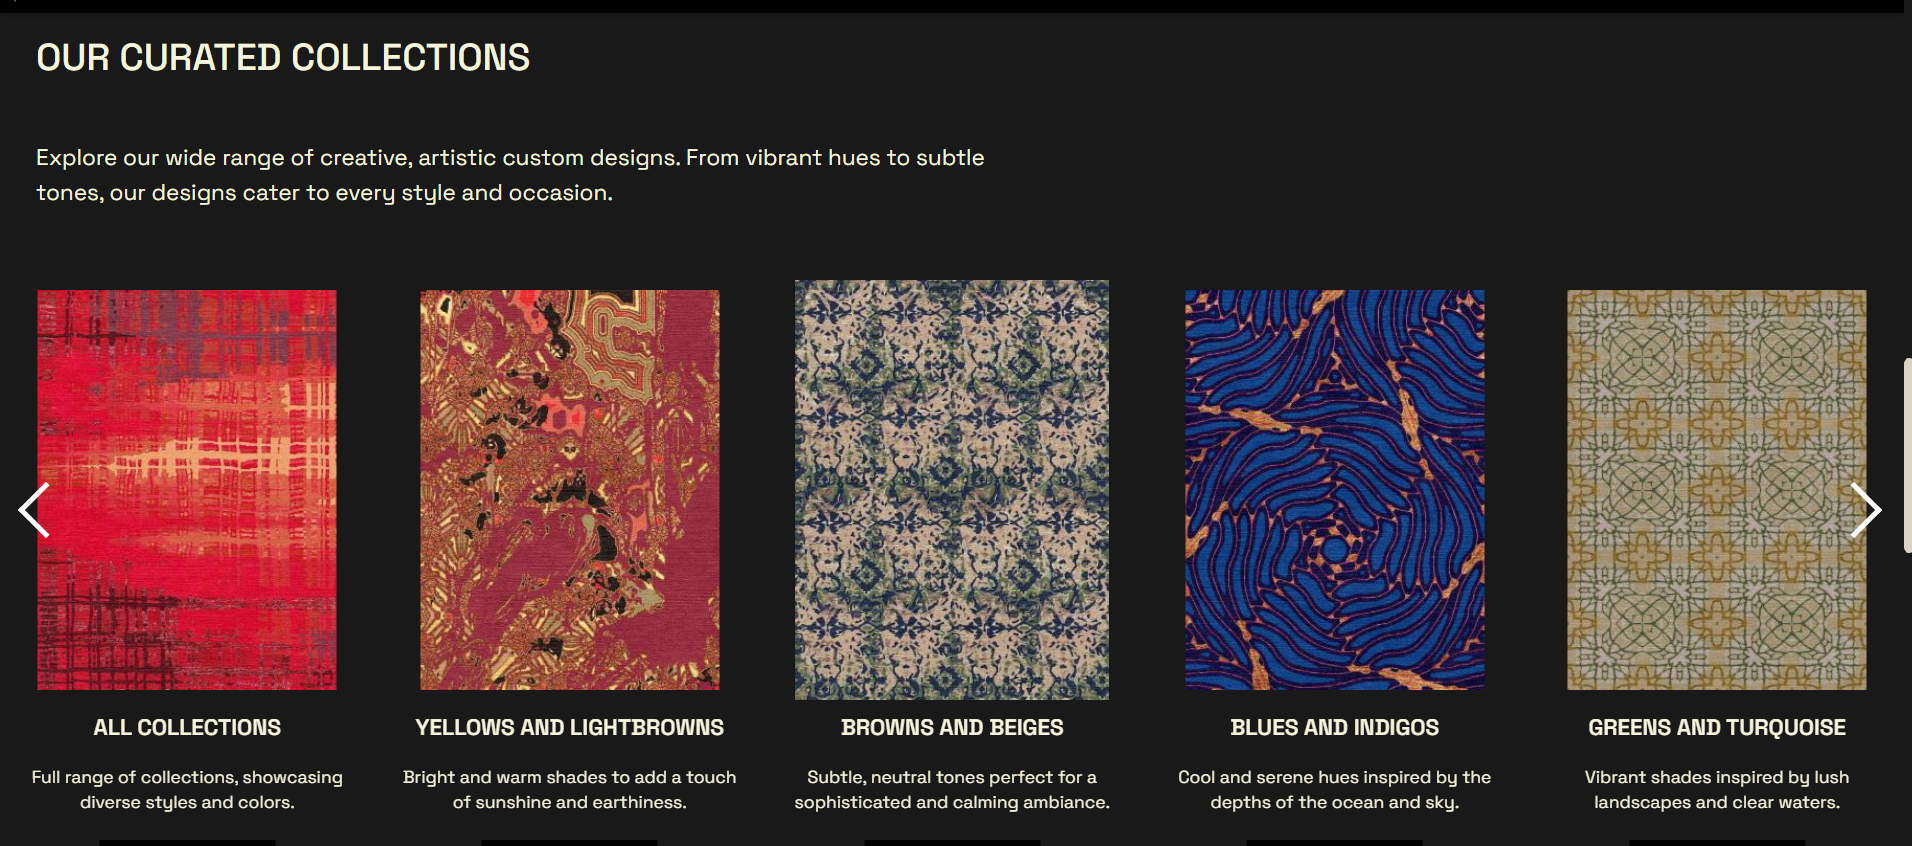 OUR CURATED COLLECTIONS
Explore our wide range of creative, artistic custom designs. From vibrant hues to subtle
tones, our designs cater to every style and occasion.
ALL COLLECTIONS
Full range of collections, showcasing
diverse styles and colors.
YELLOWS AND LIGHTBROWNS
Bright and warm shades to add a touch
of sunshine and earthiness.
BROWNS AND BEIGES
Subtle, neutral tones perfect for a
sophisticated and calming ambiance.
BLUES AND INDIGOS
Cool and serene hues inspired by the
depths of the ocean and sky.
GREENS AND TURQUOISE
Vibrant shades inspired by lush
landscapes and clear waters.